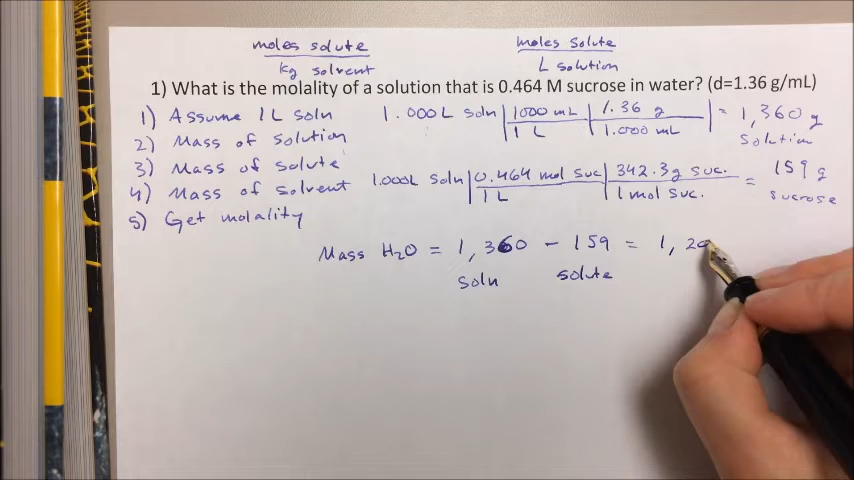 moles solute / kg solvent    moles solute / L solution
1) What is the molality of a solution that is 0.464 M sucrose in water? (d=1.36 g/mL)
1) Assume 1 L soln    1.000L soln | 1000 mL / 1 L | 1.36 g / 1.000 mL | = 1,360 g solution
2) Mass of solution
3) Mass of solute
4) Mass of solvent    1.000L soln | 0.464 mol suc / 1 L | 342.3g suc. / 1 mol suc. = 159 g sucrose
5) Get molality
Mass H₂O = 1,360 - 159 = 1,20
soln    solute